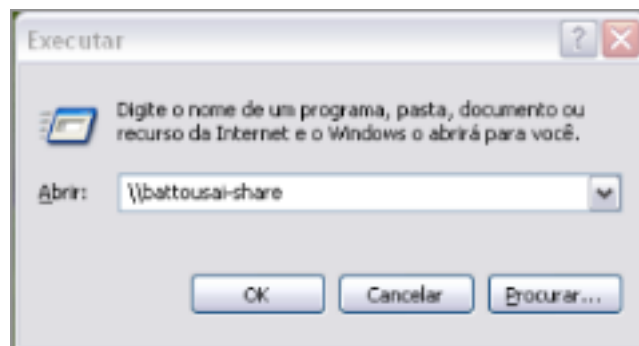 Executar
Digite o nome de um programa, pasta, documento ou
recurso da Internet e o Windows o abrirá para você.
Abrir: \\battousai-share
OK Cancelar Procurar...